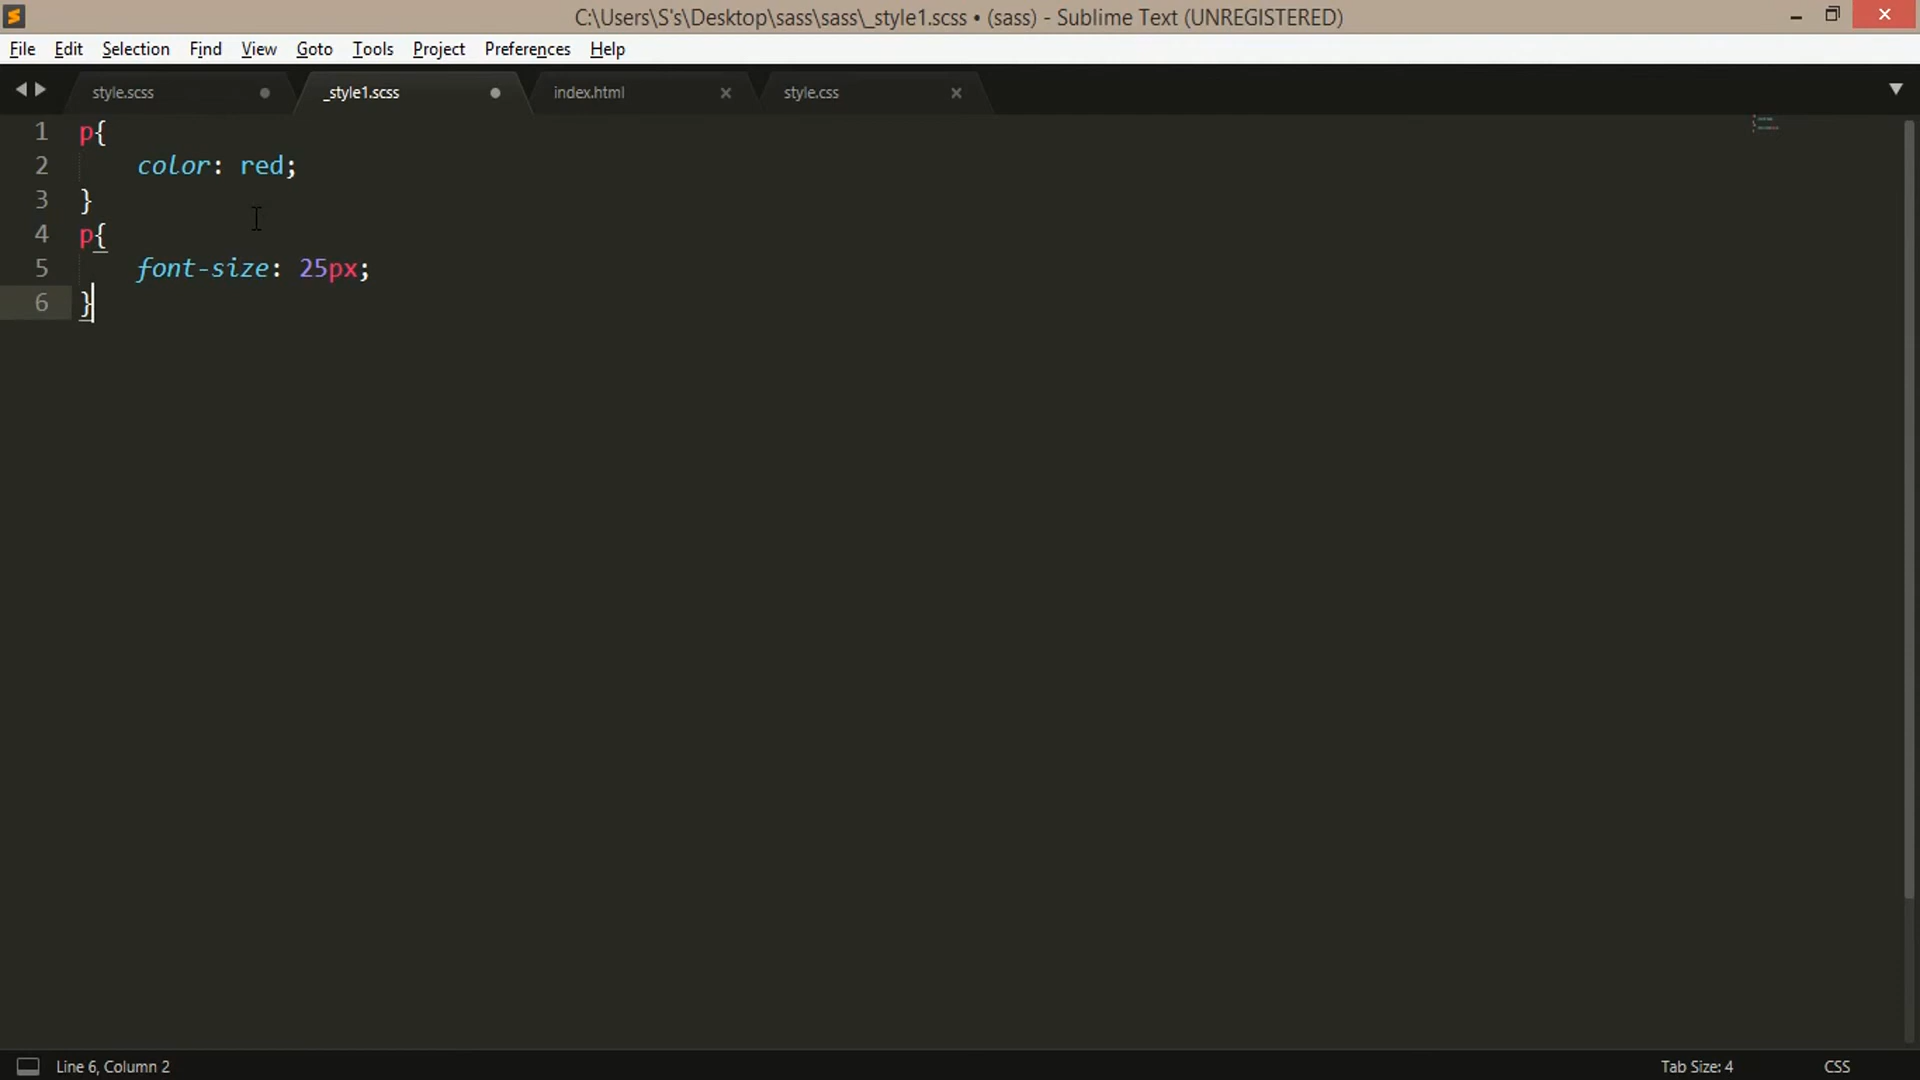 C:\Users\S's\Desktop\sass\sass\_style1.scss • (sass) - Sublime Text (UNREGISTERED)
File Edit Selection Find View Goto Tools Project Preferences Help
style.scss _style1.scss index.html style.css
1 p{
2 color: red;
3 }
4 p{
5 font-size: 25px;
6 }
Line 6, Column 2 Tab Size: 4 CSS